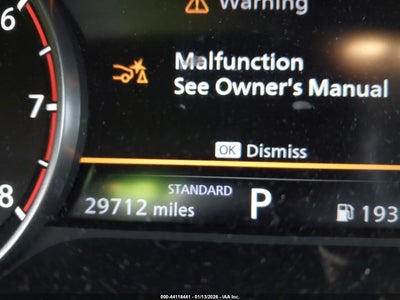 6
Warning
Malfunction
See Owner's Manual
7
OK Dismiss
8
STANDARD
29712 miles P 193
000-44118441 - 01/13/2026 - IAA Inc.